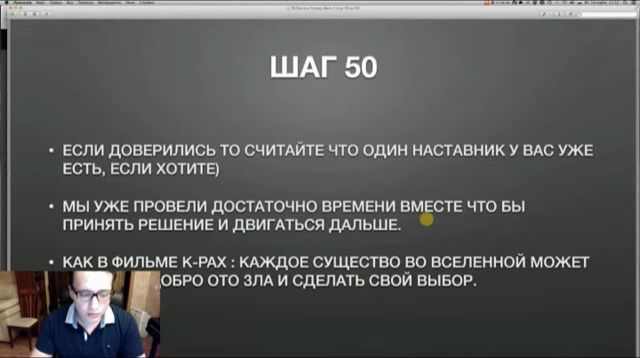 ШАГ 50
• ЕСЛИ ДОВЕРИЛИСЬ ТО СЧИТАЙТЕ ЧТО ОДИН НАСТАВНИК У ВАС УЖЕ
ЕСТЬ, ЕСЛИ ХОТИТЕ)
• МЫ УЖЕ ПРОВЕЛИ ДОСТАТОЧНО ВРЕМЕНИ ВМЕСТЕ ЧТО БЫ
ПРИНЯТЬ РЕШЕНИЕ И ДВИГАТЬСЯ ДАЛЬШЕ.
• КАК В ФИЛЬМЕ K-PAX : КАЖДОЕ СУЩЕСТВО ВО ВСЕЛЕННОЙ МОЖЕТ
ДОБРО ОТО ЗЛА И СДЕЛАТЬ СВОЙ ВЫБОР.